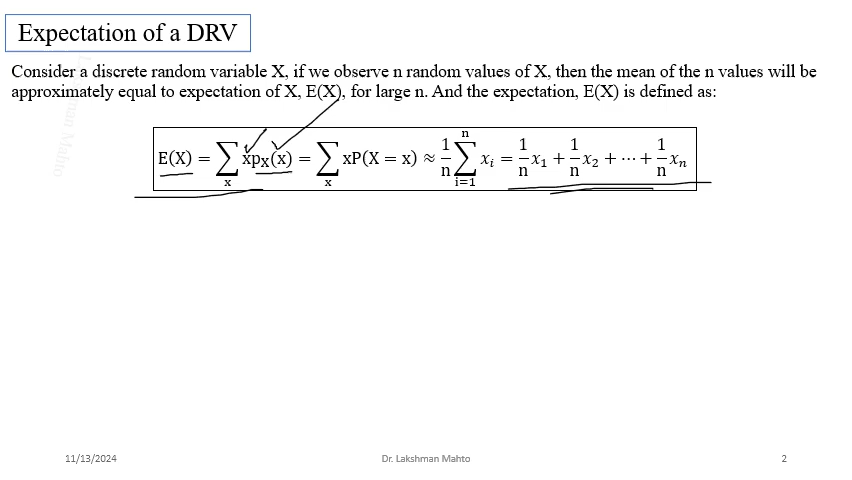 Expectation of a DRV
Consider a discrete random variable X, if we observe n random values of X, then the mean of the n values will be
approximately equal to expectation of X, E(X), for large n. And the expectation, E(X) is defined as:
E(X) = ∑ₓ xpₓ(x) = ∑ₓ xP(X = x) ≈ 1/n ∑ᵢ₌₁ⁿ xᵢ = 1/n x₁ + 1/n x₂ + ⋯ + 1/n xₙ
11/13/2024
Dr. Lakshman Mahto
2